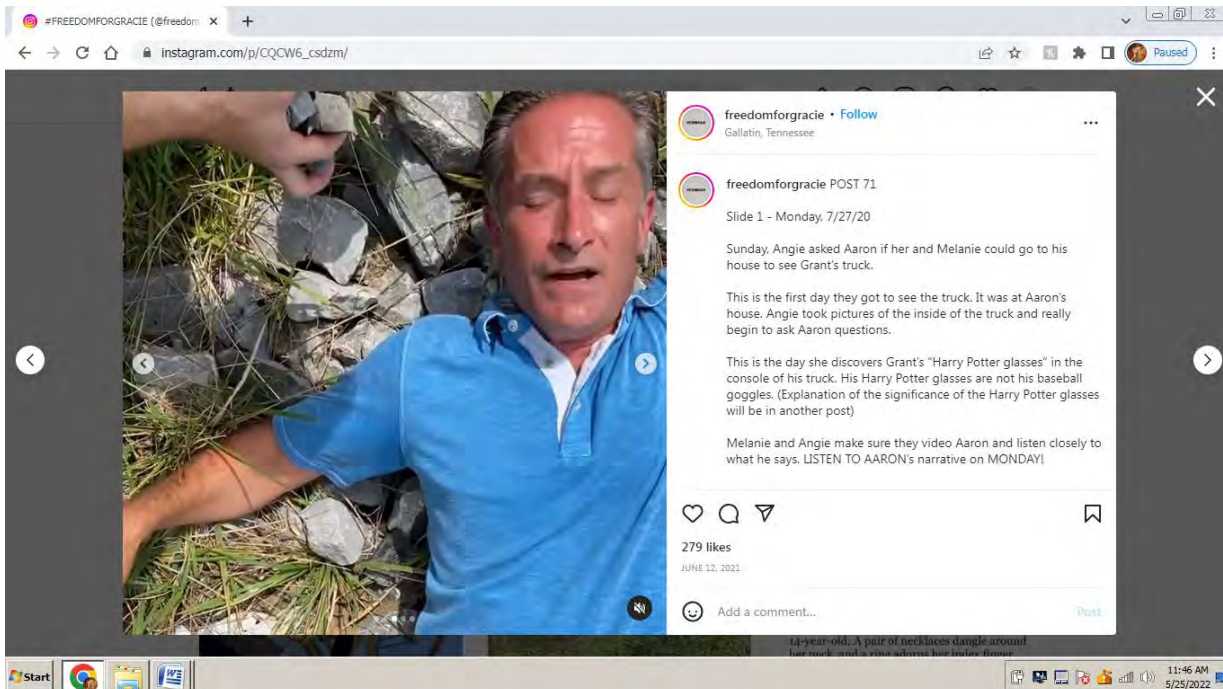 #FREEDOMFORGRACIE (@freedom
instagram.com/p/CQCW6_csdzm/
Paused
freedomforgracie • Follow
Gallatin, Tennessee
freedomforgracie POST 71
Slide 1 - Monday, 7/27/20
Sunday, Angie asked Aaron if her and Melanie could go to his
house to see Grant's truck.
This is the first day they got to see the truck. It was at Aaron's
house. Angie took pictures of the inside of the truck and really
begin to ask Aaron questions.
This is the day she discovers Grant's "Harry Potter glasses" in the
console of his truck. His Harry Potter glasses are not his baseball
goggles. (Explanation of the significance of the Harry Potter glasses
will be in another post)
Melanie and Angie make sure they video Aaron and listen closely to
what he says. LISTEN TO AARON's narrative on MONDAY!
279 likes
JUNE 12, 2021
Add a comment...
Post
14-year-old. A pair of necklaces dangle around
her neck, and a ring adorns her index finger
Start
11:46 AM
5/25/2022